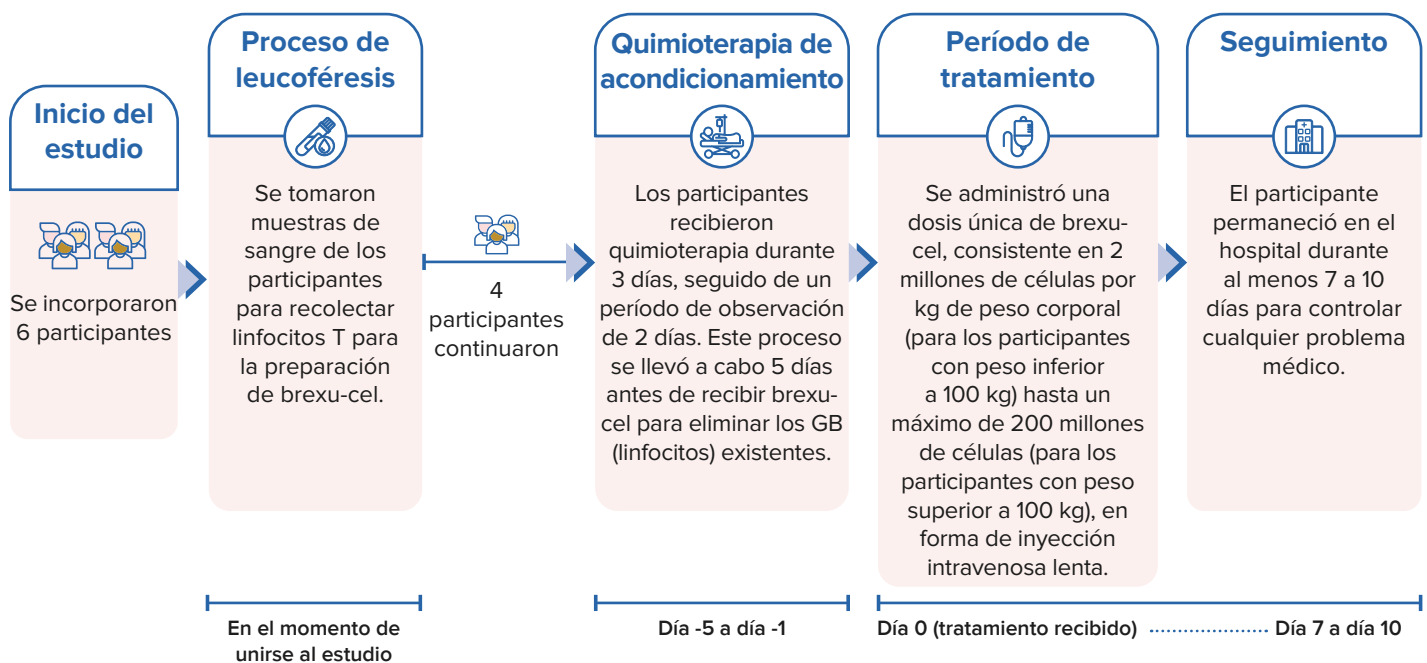 Inicio del
estudio
Se incorporaron
6 participantes
Proceso de
leucoféresis
Se tomaron
muestras de
sangre de los
participantes
para recolectar
linfocitos T para
la preparación
de brexu-cel.
4
participantes
continuaron
Quimioterapia de
acondicionamiento
Los participantes
recibieron
quimioterapia durante
3 días, seguido de un
período de observación
de 2 días. Este proceso
se llevó a cabo 5 días
antes de recibir brexu-
cel para eliminar los GB
(linfocitos) existentes.
Período de
tratamiento
Se administró una
dosis única de brexu-
cel, consistente en 2
millones de células por
kg de peso corporal
(para los participantes
con peso inferior
a 100 kg) hasta un
máximo de 200 millones
de células (para los
participantes con peso
superior a 100 kg), en
forma de inyección
intravenosa lenta.
Seguimiento
El participante
permaneció en el
hospital durante
al menos 7 a 10
días para controlar
cualquier problema
médico.
En el momento de
unirse al estudio
Día -5 a día -1
Día 0 (tratamiento recibido) Día 7 a día 10